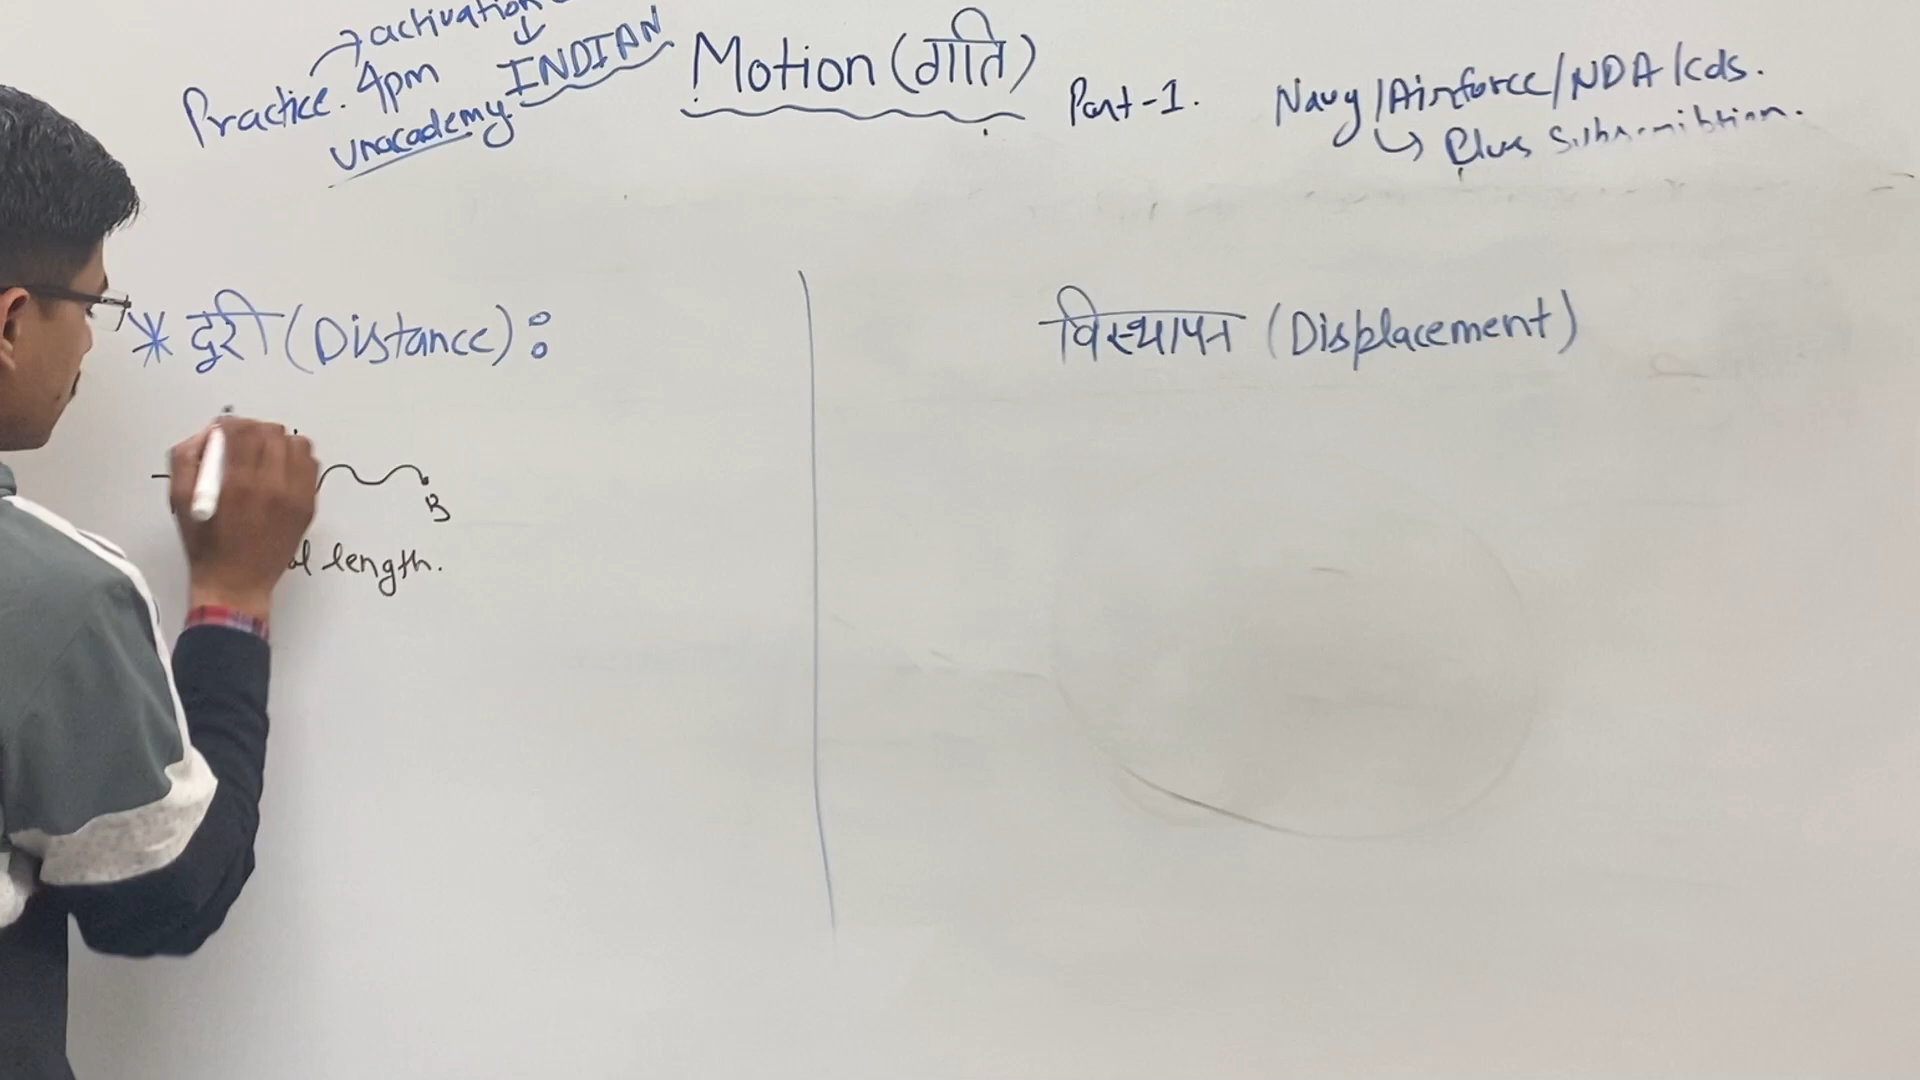 activation
Practice. 4pm INDIAN
unacademy.
Motion (गति)
Part-1.
Navy/Airforce/NDA/cds.
Plus
* दूरी (Distance) :
विस्थापन (Displacement)
B
length.